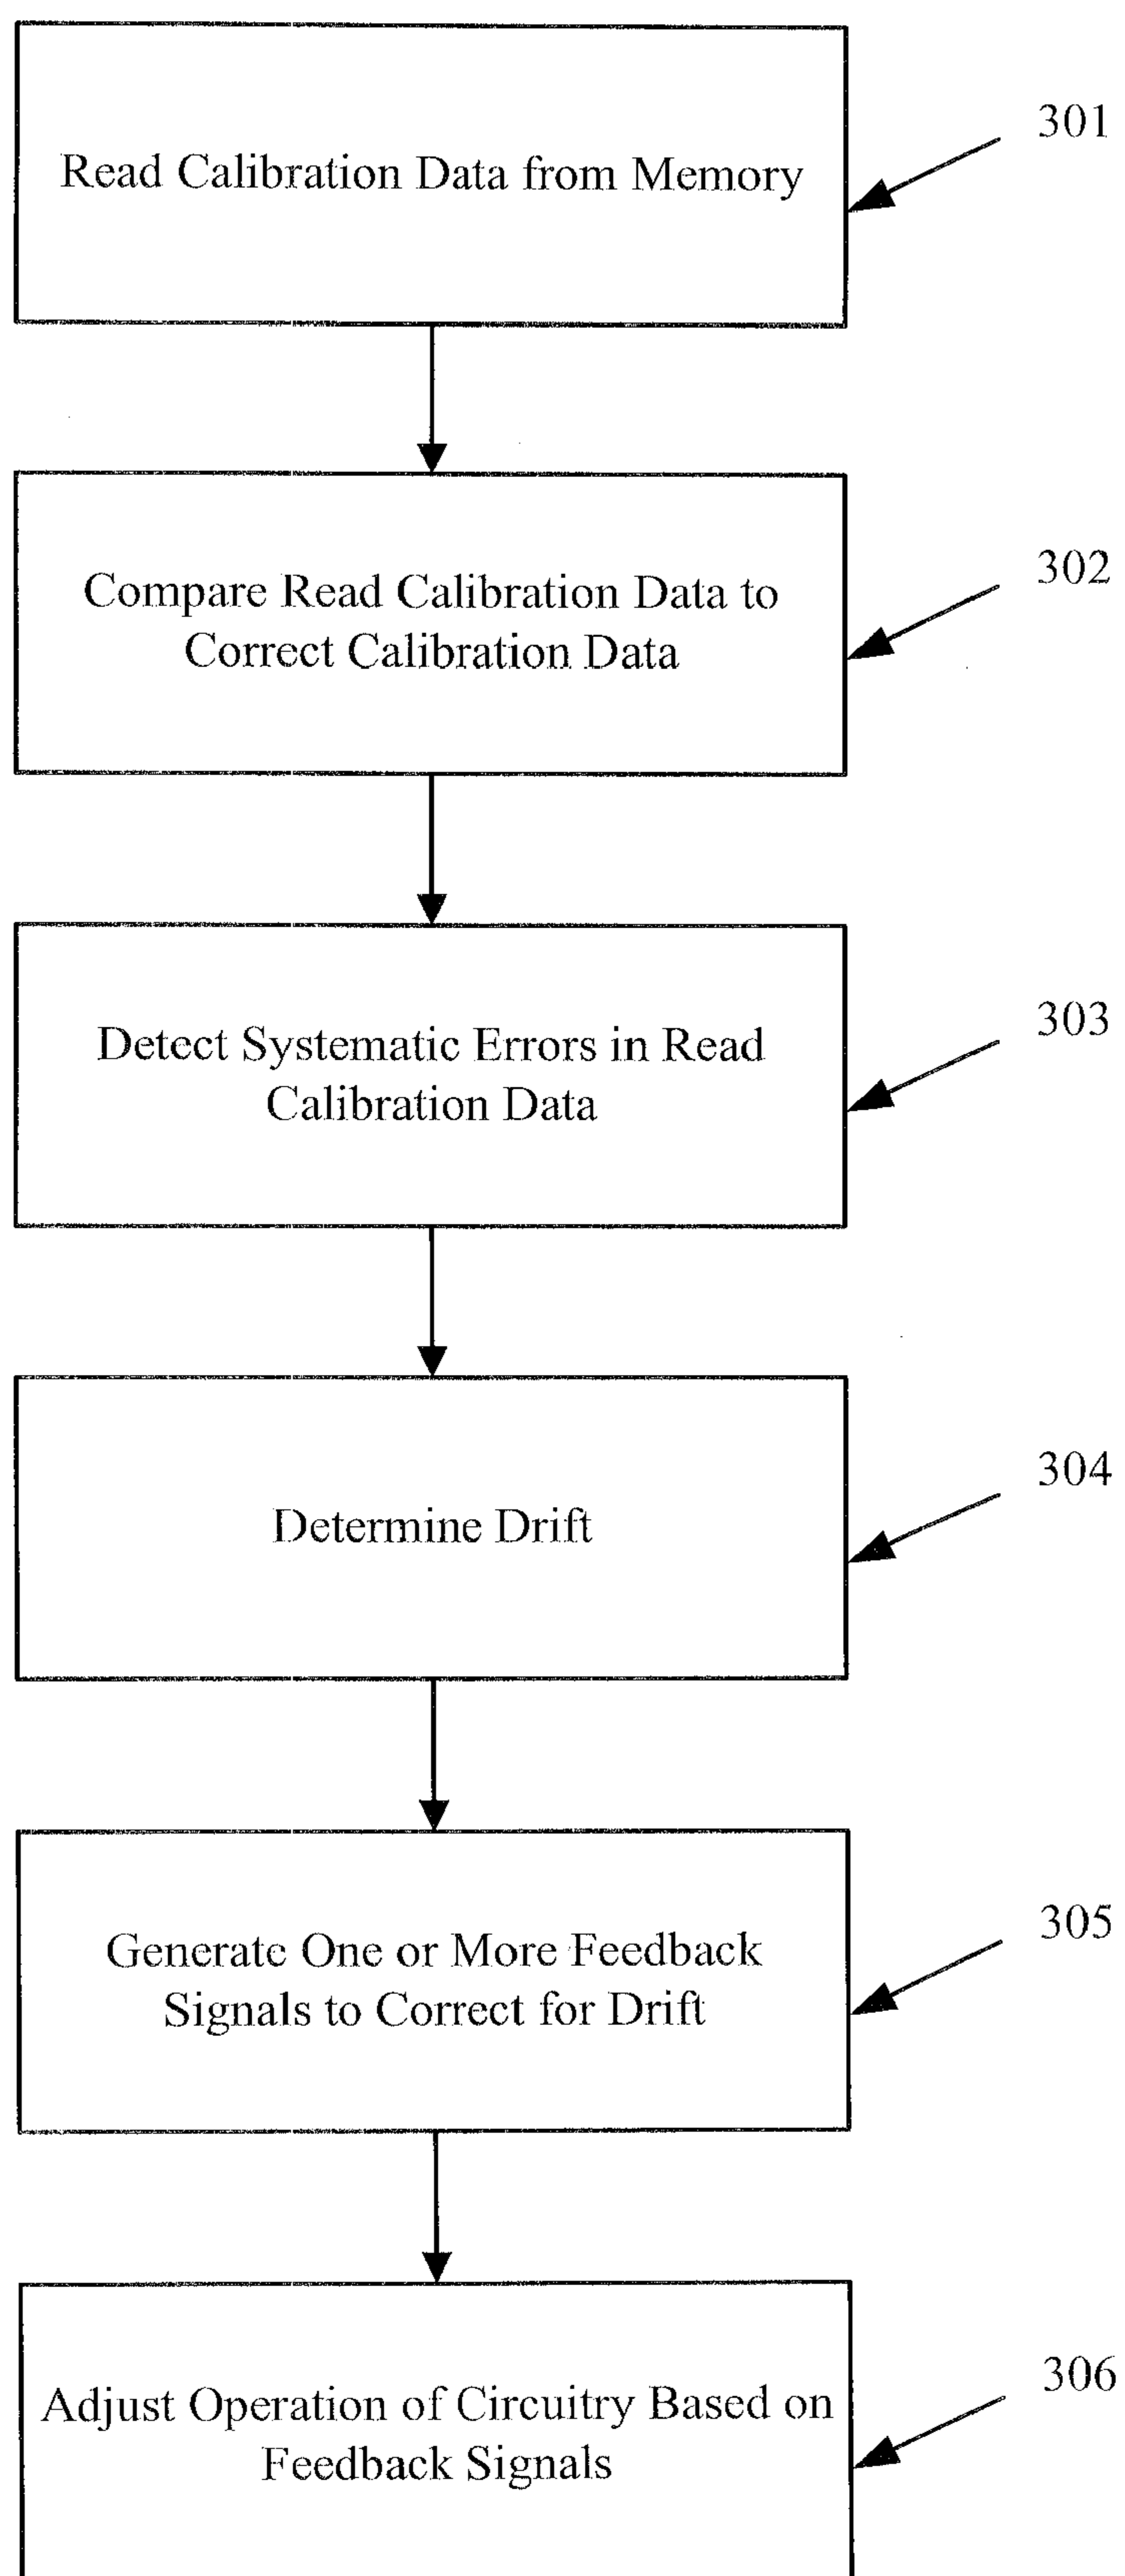 Read Calibration Data from Memory
301
Compare Read Calibration Data to
Correct Calibration Data
302
Detect Systematic Errors in Read
Calibration Data
303
Determine Drift
304
Generate One or More Feedback
Signals to Correct for Drift
305
Adjust Operation of Circuitry Based on
Feedback Signals
306